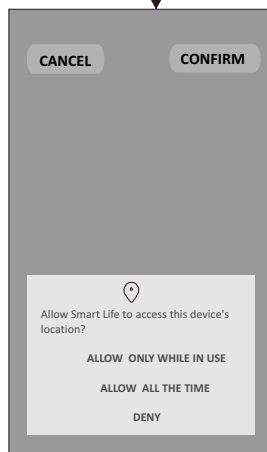 CANCEL
CONFIRM
Allow Smart Life to access this device's
location?
ALLOW ONLY WHILE IN USE
ALLOW ALL THE TIME
DENY